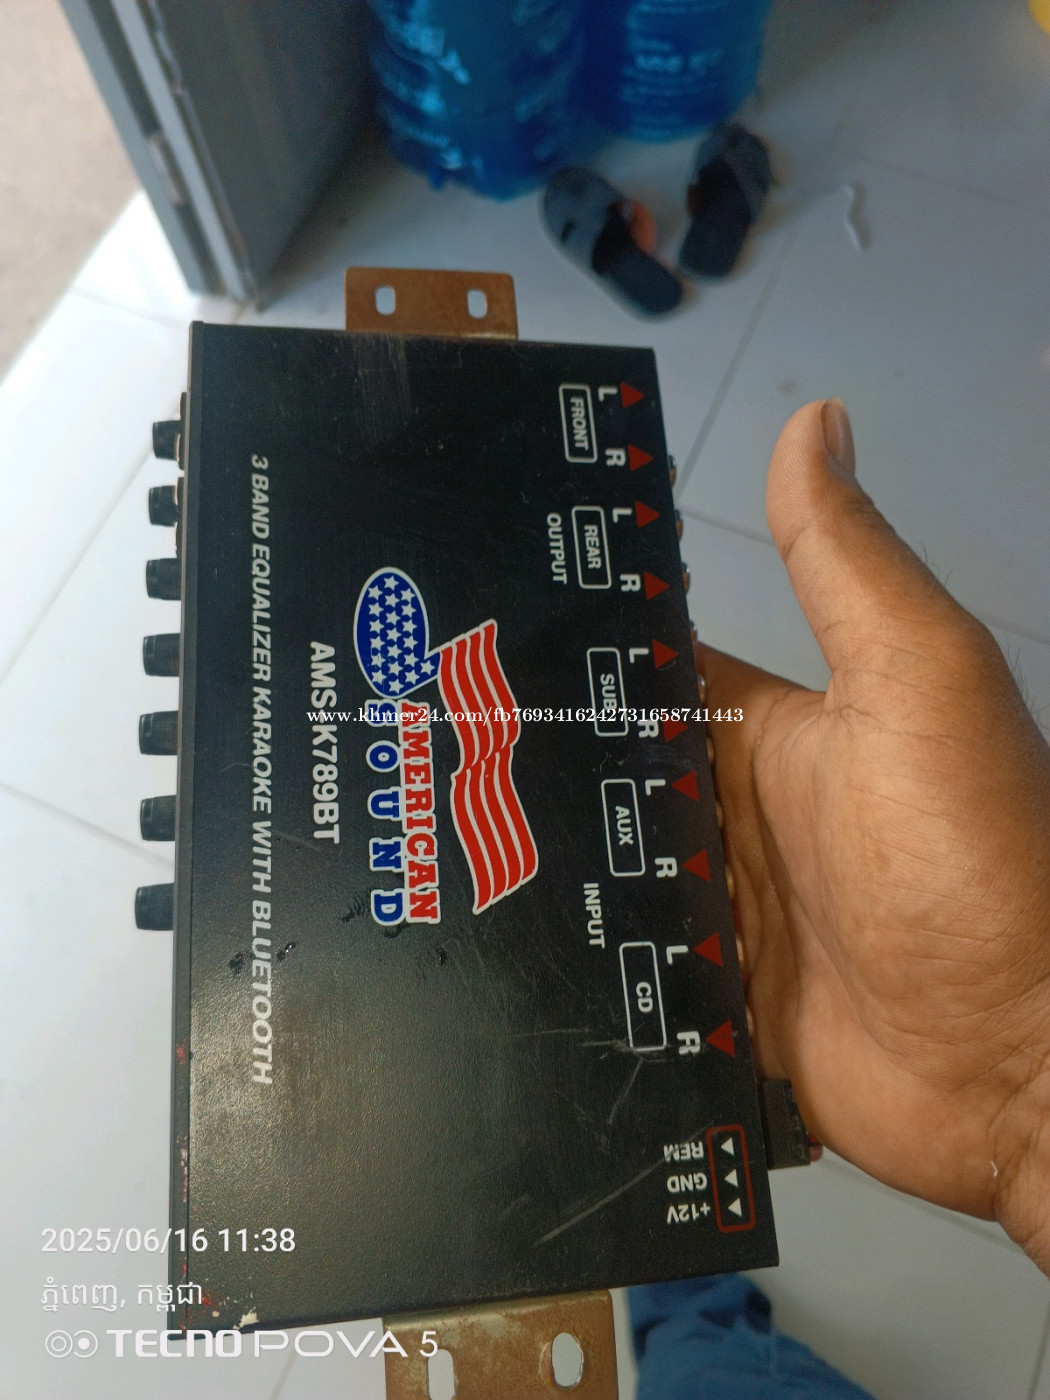 L
R
FRONT
L
R
REAR
OUTPUT
L
R
SUB
L
R
AUX
INPUT
L
R
CD
REM
GND
+12V
AMERICAN
SOUND
AMS-K789BT
3 BAND EQUALIZER KARAOKE WITH BLUETOOTH
www.khmer24.com/fb7693416242731658741443
2025/06/16 11:38
ភ្នំពេញ, កម្ពុជា
TECNO POVA 5